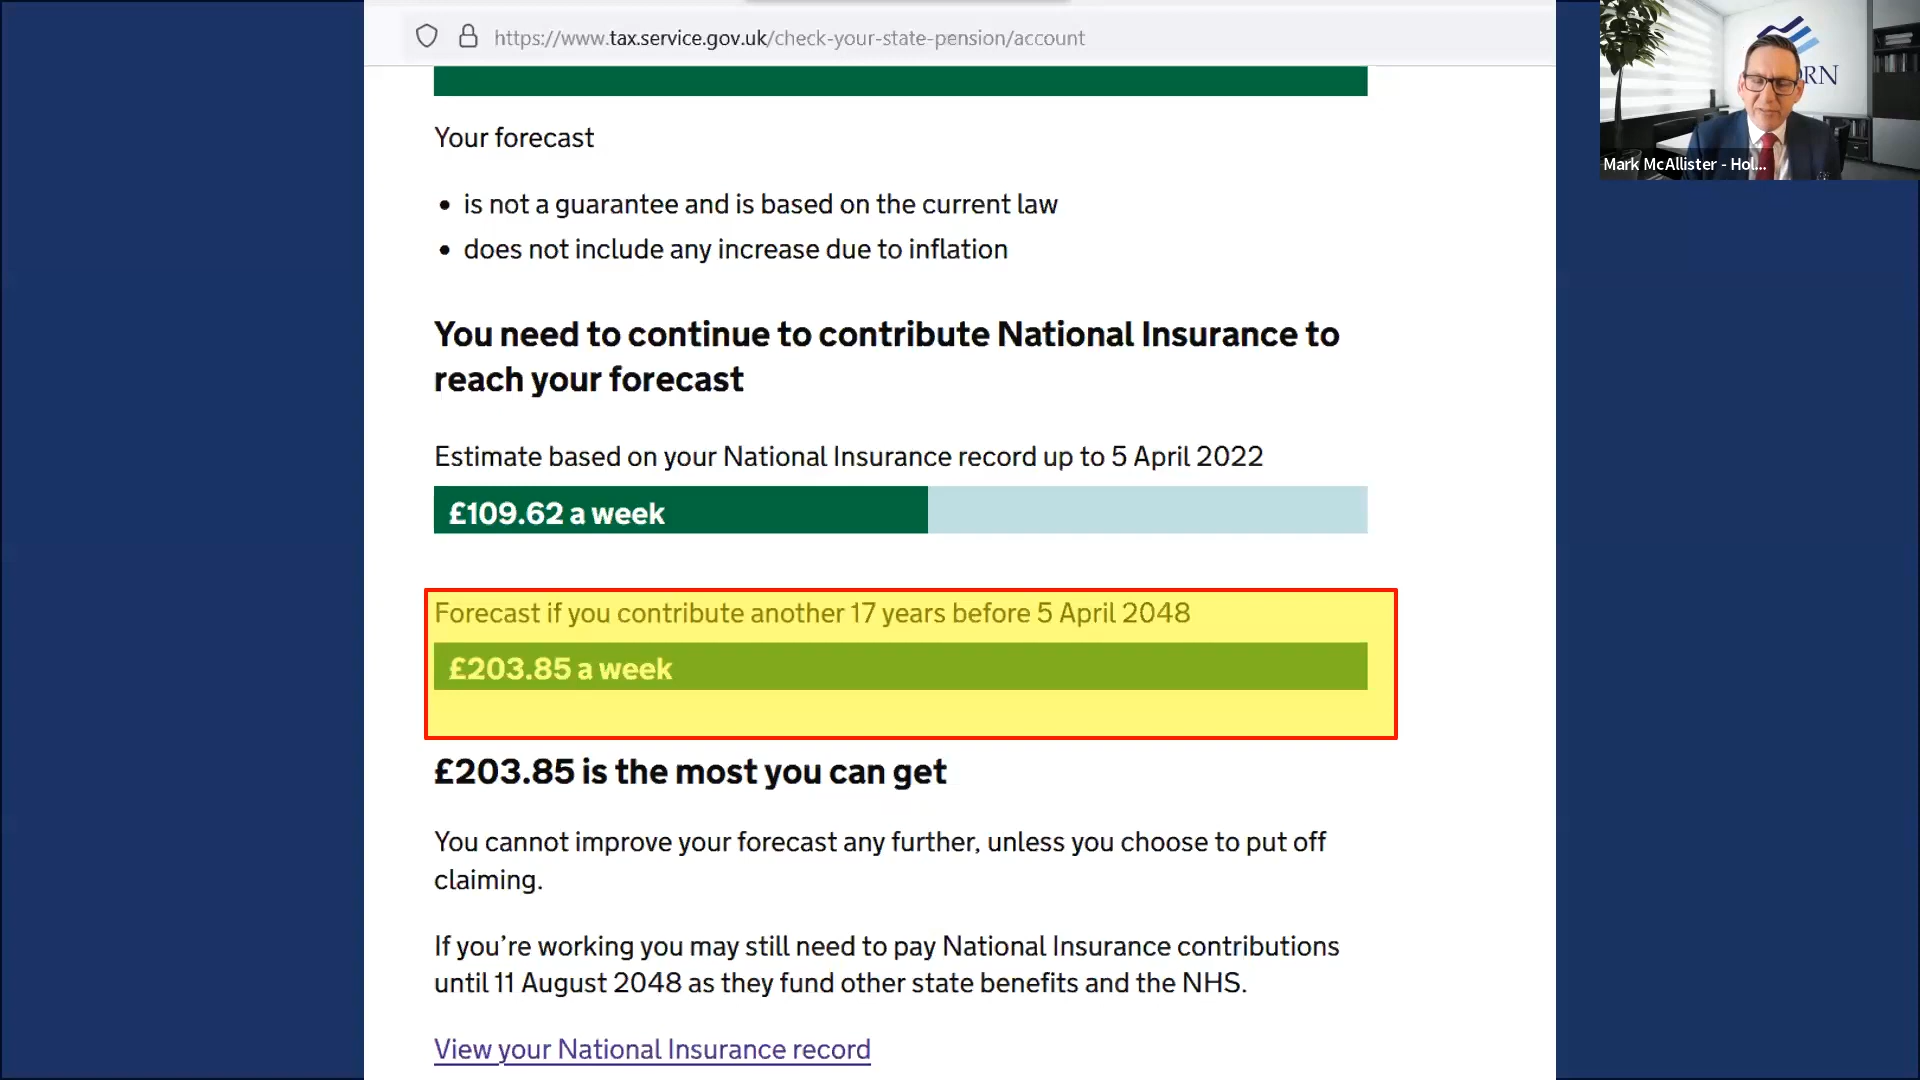 https://www.tax.service.gov.uk/check-your-state-pension/account
RN
Mark McAllister - Hol...
Your forecast
• is not a guarantee and is based on the current law
• does not include any increase due to inflation
You need to continue to contribute National Insurance to
reach your forecast
Estimate based on your National Insurance record up to 5 April 2022
£109.62 a week
Forecast if you contribute another 17 years before 5 April 2048
£203.85 a week
£203.85 is the most you can get
You cannot improve your forecast any further, unless you choose to put off
claiming.
If you’re working you may still need to pay National Insurance contributions
until 11 August 2048 as they fund other state benefits and the NHS.
View your National Insurance record